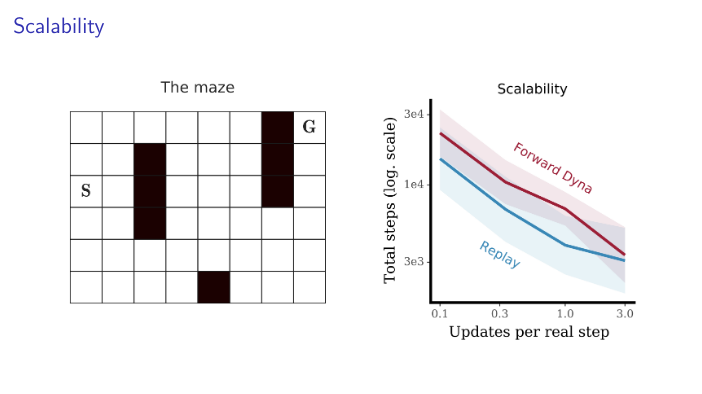 Scalability
The maze
G
S
Scalability
Total steps (log. scale)
3e4
1e4
3e3
Forward Dyna
Replay
0.1 0.3 1.0 3.0
Updates per real step